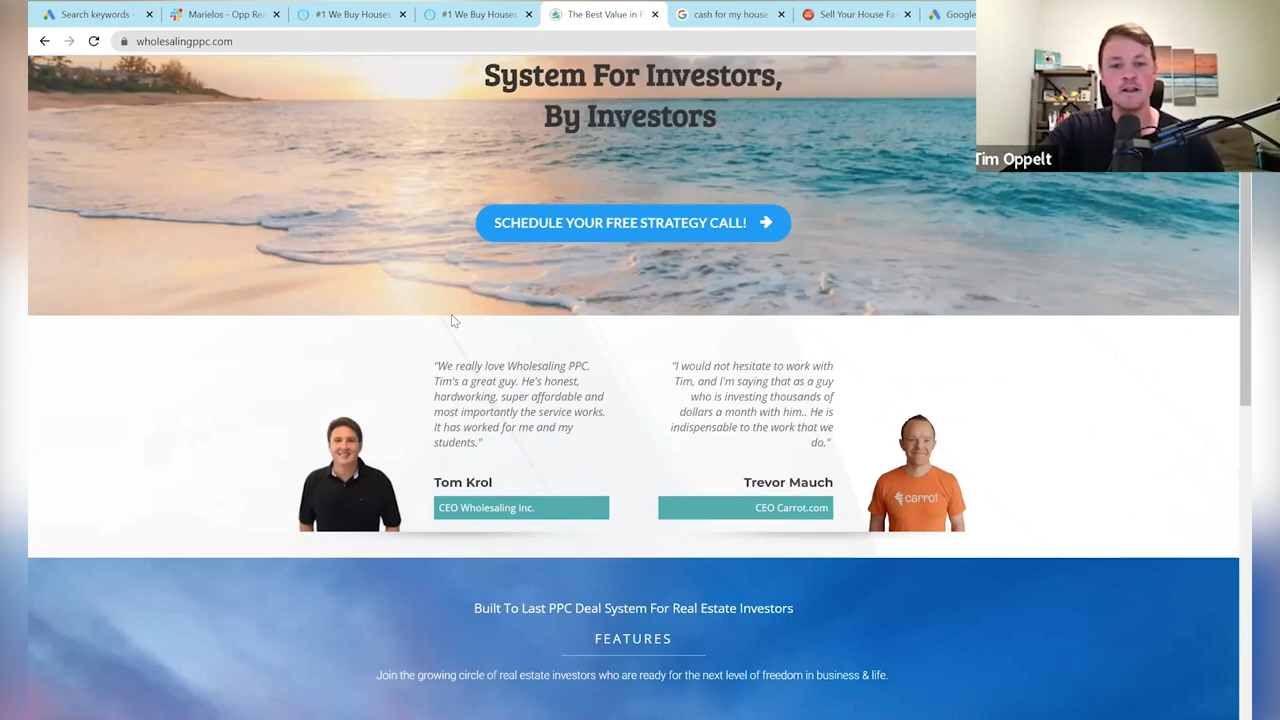 Search keywords -
Marielos - Opp Rea
#1 We Buy Houses
#1 We Buy Houses
The Best Value in P
cash for my house
Sell Your House Fa
Google
wholesalingppc.com
Tim Oppelt
System For Investors,
By Investors
SCHEDULE YOUR FREE STRATEGY CALL!
“We really love Wholesaling PPC.
Tim's a great guy. He's honest,
hardworking, super affordable and
most importantly the service works.
It has worked for me and my
students."
Tom Krol
CEO Wholesaling Inc.
"I would not hesitate to work with
Tim, and I'm saying that as a guy
who is investing thousands of
dollars a month with him.. He is
indispensable to the work that we
do."
Trevor Mauch
CEO Carrot.com
carrot
Built To Last PPC Deal System For Real Estate Investors
FEATURES
Join the growing circle of real estate investors who are ready for the next level of freedom in business & life.